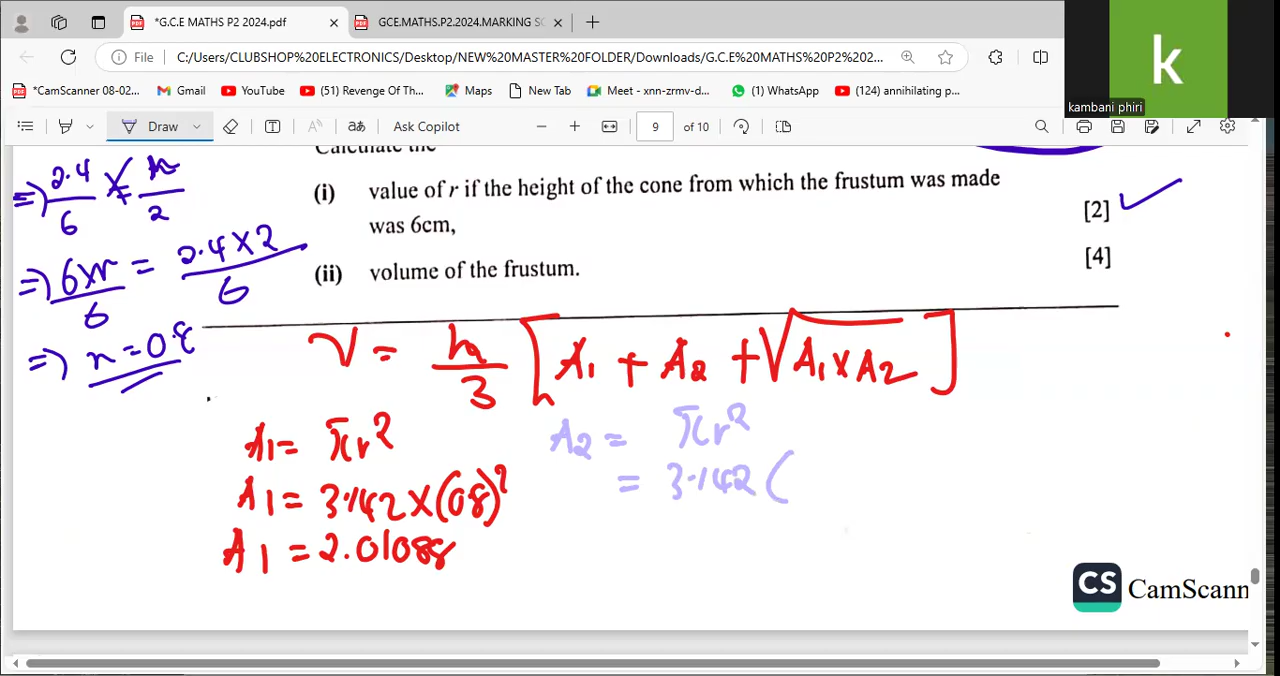 *G.C.E MATHS P2 2024.pdf
GCE.MATHS.P2.2024.MARKING SC
File C:/Users/CLUBSHOP%20ELECTRONICS/Desktop/NEW%20MASTER%20FOLDER/Downloads/G.C.E%20MATHS%20P2%202...
*CamScanner 08-02... Gmail YouTube (51) Revenge Of Th... Maps New Tab Meet - xnn-zrmv-d... (1) WhatsApp (124) annihilating p...
k
kambani phiri
Draw Ask Copilot 9 of 10
Calculate the
(i) value of r if the height of the cone from which the frustum was made
was 6cm, [2]
(ii) volume of the frustum. [4]
=> 2.4/6 = r/2
=> 6xr/6 = 2.4x2/6
=> r = 0.8
V = h/3 [A1 + A2 + √A1xA2]
A1 = πr²
A1 = 3.142 x (0.8)²
A1 = 2.01088
A2 = πr²
= 3.142 (
CS CamScann